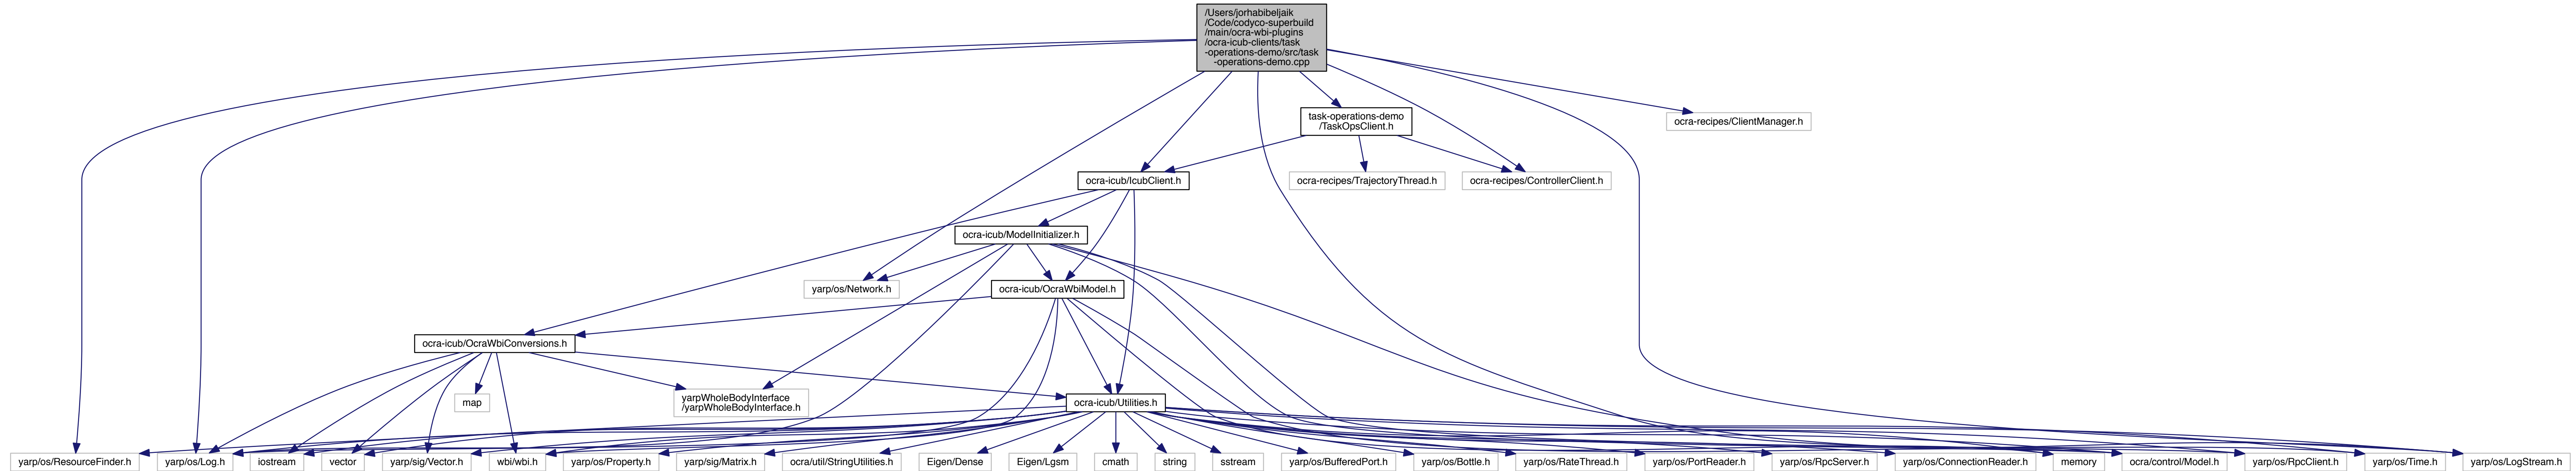 /Users/jorhabibeljaik
/Code/codyco-superbuild
/main/ocra-wbi-plugins
/ocra-icub-clients/task
-operations-demo/src/task
-operations-demo.cpp
task-operations-demo
/TaskOpsClient.h
ocra-recipes/ClientManager.h
ocra-icub/IcubClient.h
ocra-recipes/TrajectoryThread.h
ocra-recipes/ControllerClient.h
ocra-icub/ModelInitializer.h
yarp/os/Network.h
ocra-icub/OcraWbiModel.h
ocra-icub/OcraWbiConversions.h
map
yarpWholeBodyInterface
/yarpWholeBodyInterface.h
ocra-icub/Utilities.h
yarp/os/ResourceFinder.h
yarp/os/Log.h
iostream
vector
yarp/sig/Vector.h
wbi/wbi.h
yarp/os/Property.h
yarp/sig/Matrix.h
ocra/util/StringUtilities.h
Eigen/Dense
Eigen/Lgsm
cmath
string
sstream
yarp/os/BufferedPort.h
yarp/os/Bottle.h
yarp/os/RateThread.h
yarp/os/PortReader.h
yarp/os/RpcServer.h
yarp/os/ConnectionReader.h
memory
ocra/control/Model.h
yarp/os/RpcClient.h
yarp/os/Time.h
yarp/os/LogStream.h